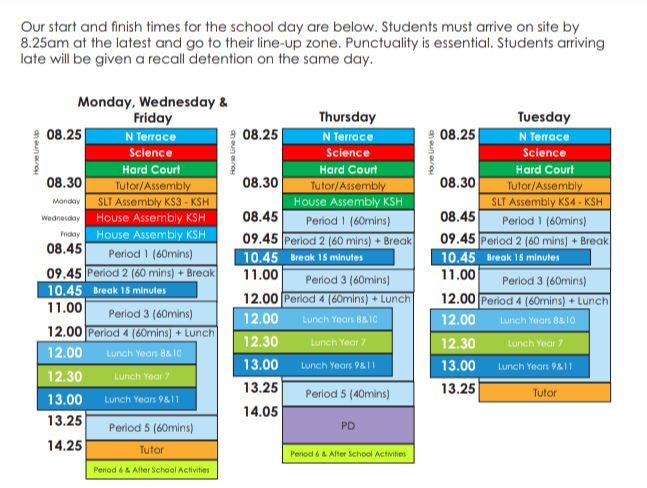 Our start and finish times for the school day are below. Students must arrive on site by
8.25am at the latest and go to their line-up zone. Punctuality is essential. Students arriving
late will be given a recall detention on the same day.
Monday, Wednesday &
Friday
House Line Up
08.25 N Terrace
Science
Hard Court
08.30 Tutor/Assembly
Monday SLT Assembly KS3 - KSH
Wednesday House Assembly KSH
Friday House Assembly KSH
08.45 Period 1 (60mins)
09.45 Period 2 (60 mins) + Break
10.45 Break 15 minutes
11.00 Period 3 (60mins)
12.00 Period 4 (60mins) + Lunch
12.00 Lunch Years 8&10
12.30 Lunch Year 7
13.00 Lunch Years 9&11
13.25 Period 5 (60mins)
14.25 Tutor
Period 6 & After School Activities
Thursday
House Line Up
08.25 N Terrace
Science
Hard Court
08.30 Tutor/Assembly
House Assembly KSH
08.45 Period 1 (60mins)
09.45 Period 2 (60 mins) + Break
10.45 Break 15 minutes
11.00 Period 3 (60mins)
12.00 Period 4 (60mins) + Lunch
12.00 Lunch Years 8&10
12.30 Lunch Year 7
13.00 Lunch Years 9&11
13.25 Period 5 (40mins)
14.05 PD
Period 6 & After School Activities
Tuesday
House Line Up
08.25 N Terrace
Science
Hard Court
08.30 Tutor/Assembly
SLT Assembly KS4 - KSH
08.45 Period 1 (60mins)
09.45 Period 2 (60 mins) + Break
10.45 Break 15 minutes
11.00 Period 3 (60mins)
12.00 Period 4 (60mins) + Lunch
12.00 Lunch Years 8&10
12.30 Lunch Year 7
13.00 Lunch Years 9&11
13.25 Tutor